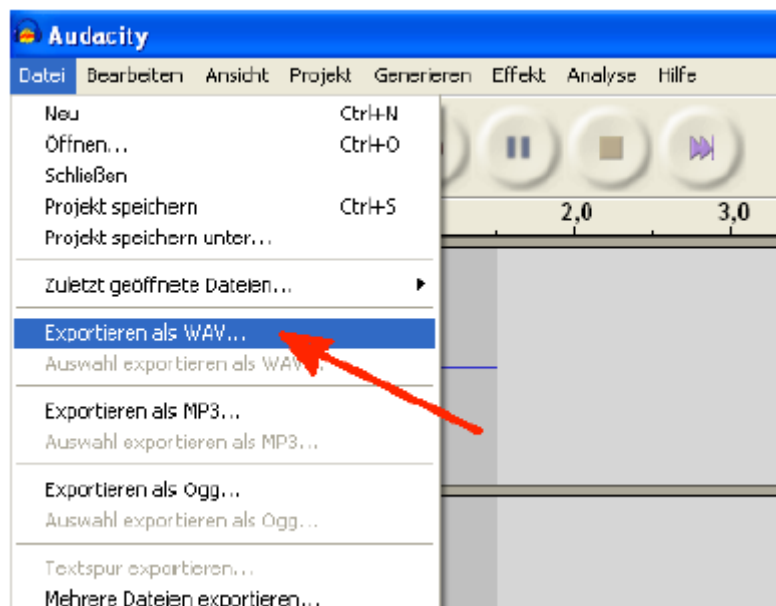 Audacity
Datei Bearbeiten Ansicht Projekt Generieren Effekt Analyse Hilfe
Neu Ctrl+N
Öffnen... Ctrl+O
Schließen
Projekt speichern Ctrl+S
Projekt speichern unter...
2,0 3,0
Zuletzt geöffnete Dateien...
Exportieren als WAV...
Auswahl exportieren als WAV...
Exportieren als MP3...
Auswahl exportieren als MP3...
Exportieren als Ogg...
Auswahl exportieren als Ogg...
Textspur exportieren...
Mehrere Dateien exportieren...